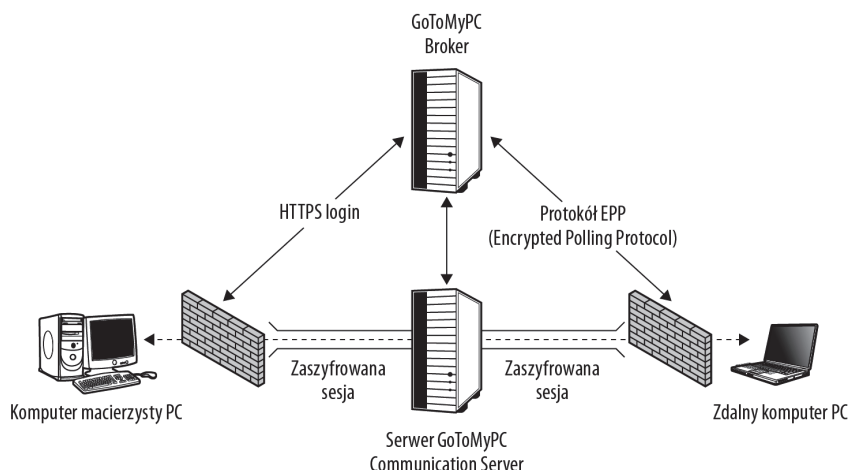 GoToMyPC
Broker
HTTPS login
Protokół EPP
(Encrypted Polling Protocol)
Zaszyfrowana
sesja
Zaszyfrowana
sesja
Komputer macierzysty PC
Zdalny komputer PC
Serwer GoToMyPC
Communication Server